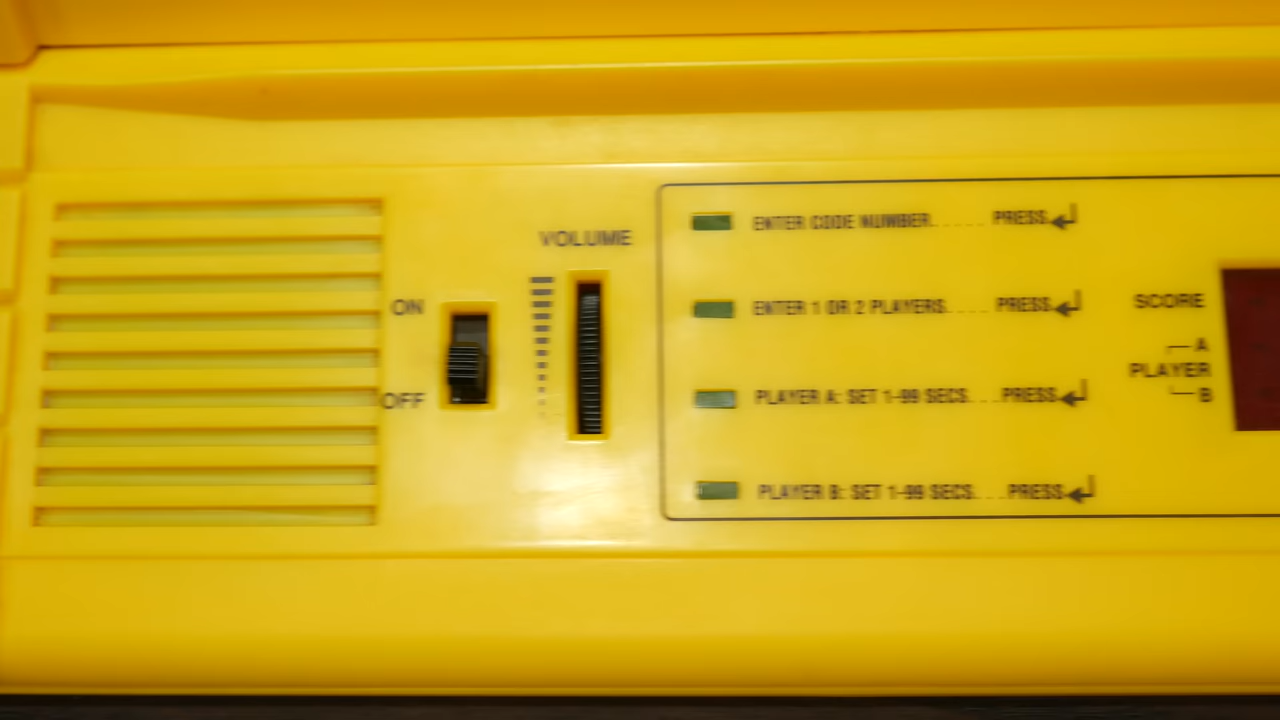 VOLUME
ON
OFF
ENTER CODE NUMBER..... PRESS
ENTER 1 OR 2 PLAYERS.... PRESS
PLAYER A: SET 1-99 SECS... PRESS
PLAYER B: SET 1-99 SECS... PRESS
SCORE
A
PLAYER
B